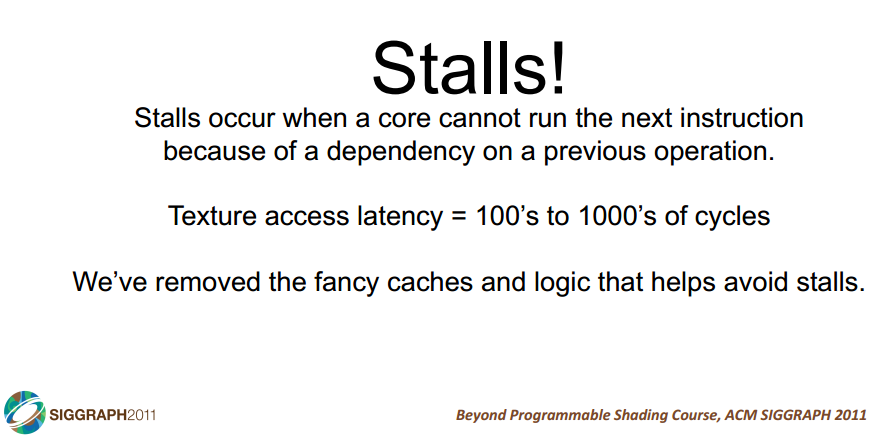 Stalls!
Stalls occur when a core cannot run the next instruction
because of a dependency on a previous operation.
Texture access latency = 100’s to 1000’s of cycles
We’ve removed the fancy caches and logic that helps avoid stalls.
SIGGRAPH2011
Beyond Programmable Shading Course, ACM SIGGRAPH 2011